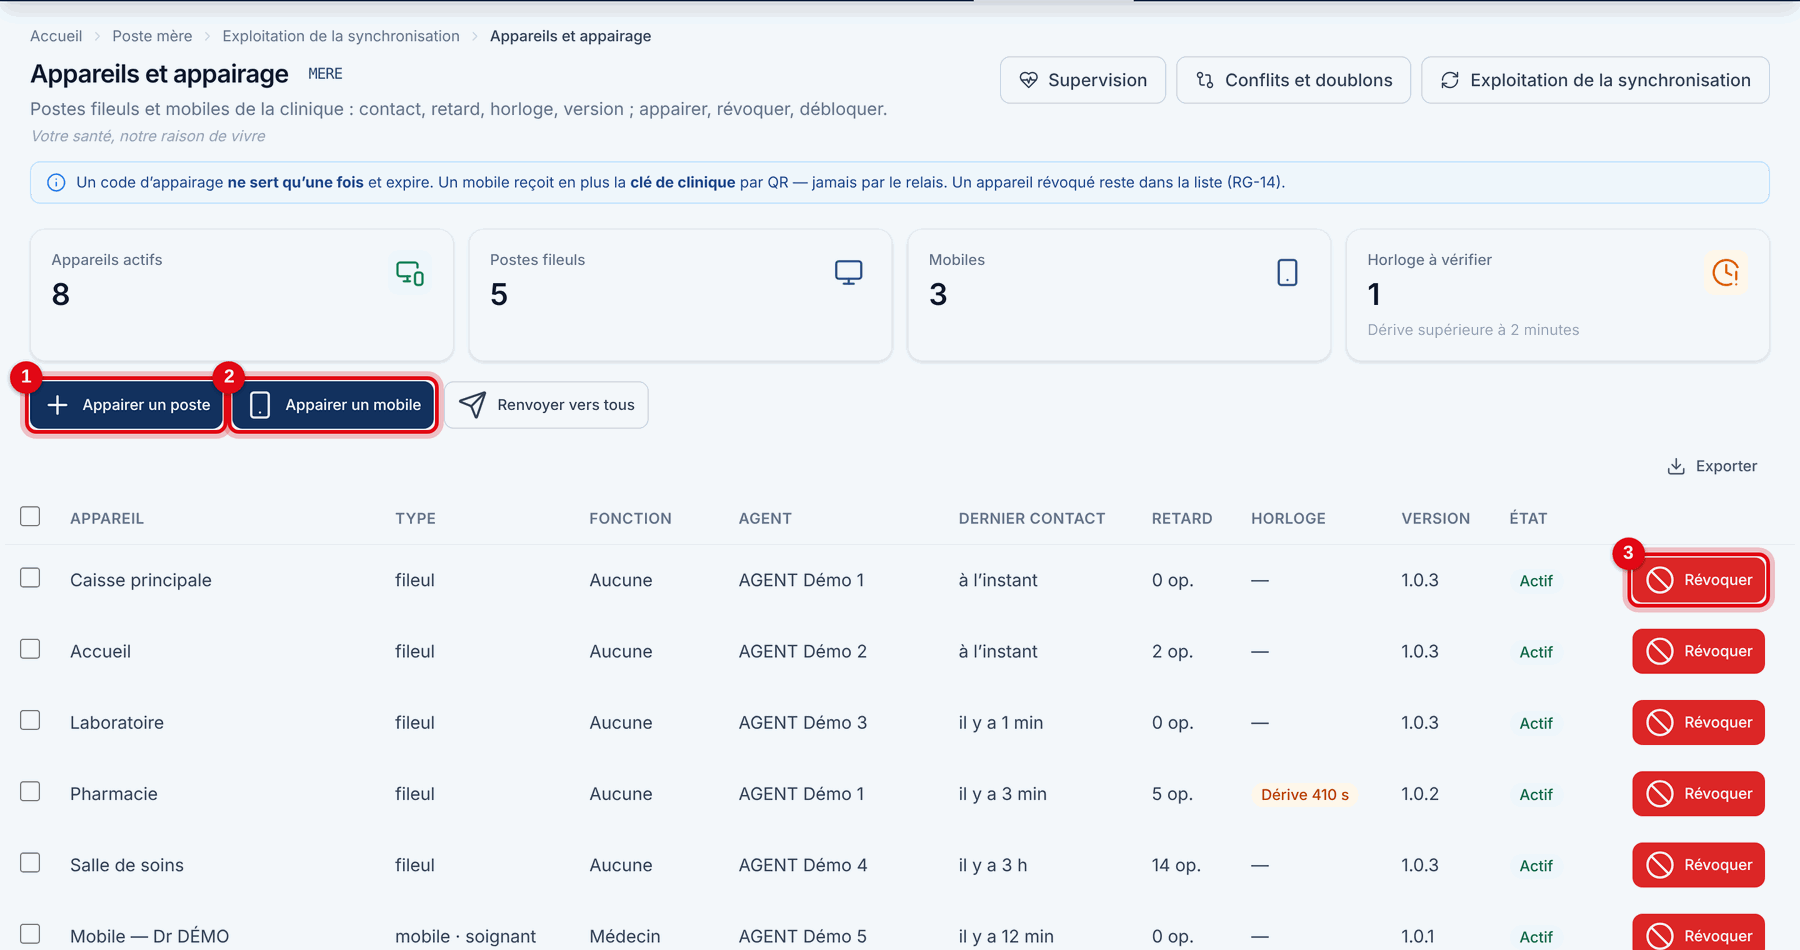 Accueil > Poste mère > Exploitation de la synchronisation > Appareils et appairage
Appareils et appairage MERE
Supervision
Conflits et doublons
Exploitation de la synchronisation
Postes fileuls et mobiles de la clinique : contact, retard, horloge, version ; appairer, révoquer, débloquer.
Votre santé, notre raison de vivre
Un code d’appairage ne sert qu’une fois et expire. Un mobile reçoit en plus la clé de clinique par QR — jamais par le relais. Un appareil révoqué reste dans la liste (RG-14).
Appareils actifs
8
Postes fileuls
5
Mobiles
3
Horloge à vérifier
1
Dérive supérieure à 2 minutes
1 Appairer un poste
2 Appairer un mobile
Renvoyer vers tous
Exporter
APPAREIL TYPE FONCTION AGENT DERNIER CONTACT RETARD HORLOGE VERSION ÉTAT
Caisse principale fileul Aucune AGENT Démo 1 à l’instant 0 op. — 1.0.3 Actif 3 Révoquer
Accueil fileul Aucune AGENT Démo 2 à l’instant 2 op. — 1.0.3 Actif Révoquer
Laboratoire fileul Aucune AGENT Démo 3 il y a 1 min 0 op. — 1.0.3 Actif Révoquer
Pharmacie fileul Aucune AGENT Démo 1 il y a 3 min 5 op. Dérive 410 s 1.0.2 Actif Révoquer
Salle de soins fileul Aucune AGENT Démo 4 il y a 3 h 14 op. — 1.0.3 Actif Révoquer
Mobile — Dr DÉMO mobile · soignant Médecin AGENT Démo 5 il y a 12 min 0 op. — 1.0.1 Actif Révoquer